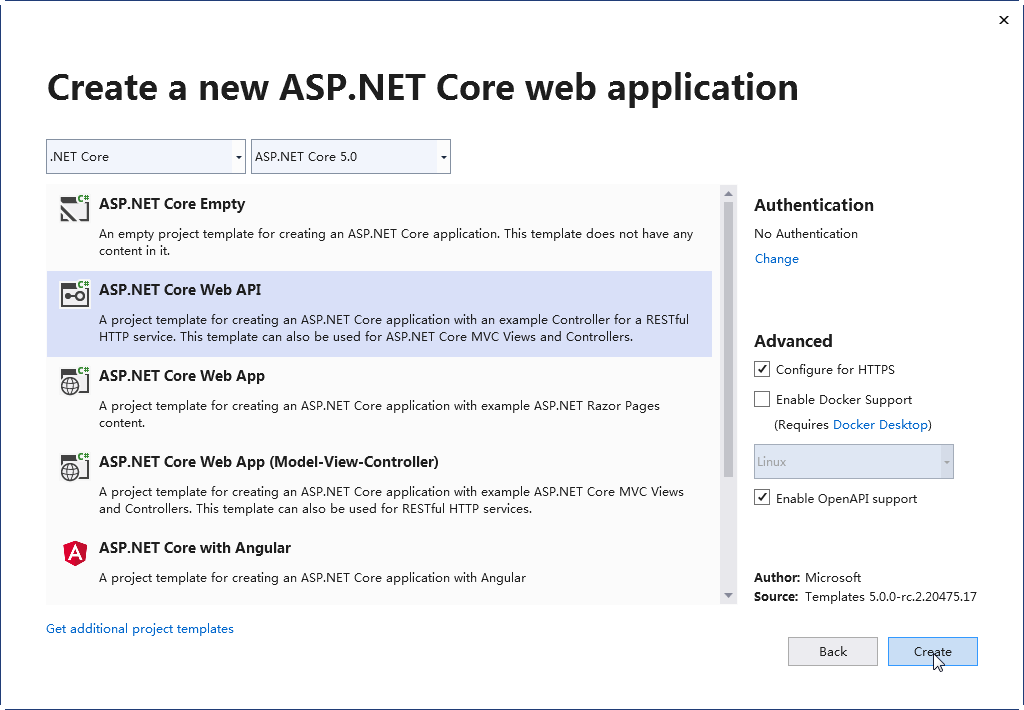 Create a new ASP.NET Core web application
.NET Core
ASP.NET Core 5.0
C#
ASP.NET Core Empty
An empty project template for creating an ASP.NET Core application. This template does not have any
content in it.
C#
ASP.NET Core Web API
A project template for creating an ASP.NET Core application with an example Controller for a RESTful
HTTP service. This template can also be used for ASP.NET Core MVC Views and Controllers.
C#
ASP.NET Core Web App
A project template for creating an ASP.NET Core application with example ASP.NET Razor Pages
content.
C#
ASP.NET Core Web App (Model-View-Controller)
A project template for creating an ASP.NET Core application with example ASP.NET Core MVC Views
and Controllers. This template can also be used for RESTful HTTP services.
A
ASP.NET Core with Angular
A project template for creating an ASP.NET Core application with Angular
Get additional project templates
Authentication
No Authentication
Change
Advanced
Configure for HTTPS
Enable Docker Support
(Requires Docker Desktop)
Linux
Enable OpenAPI support
Author: Microsoft
Source: Templates 5.0.0-rc.2.20475.17
Back
Create